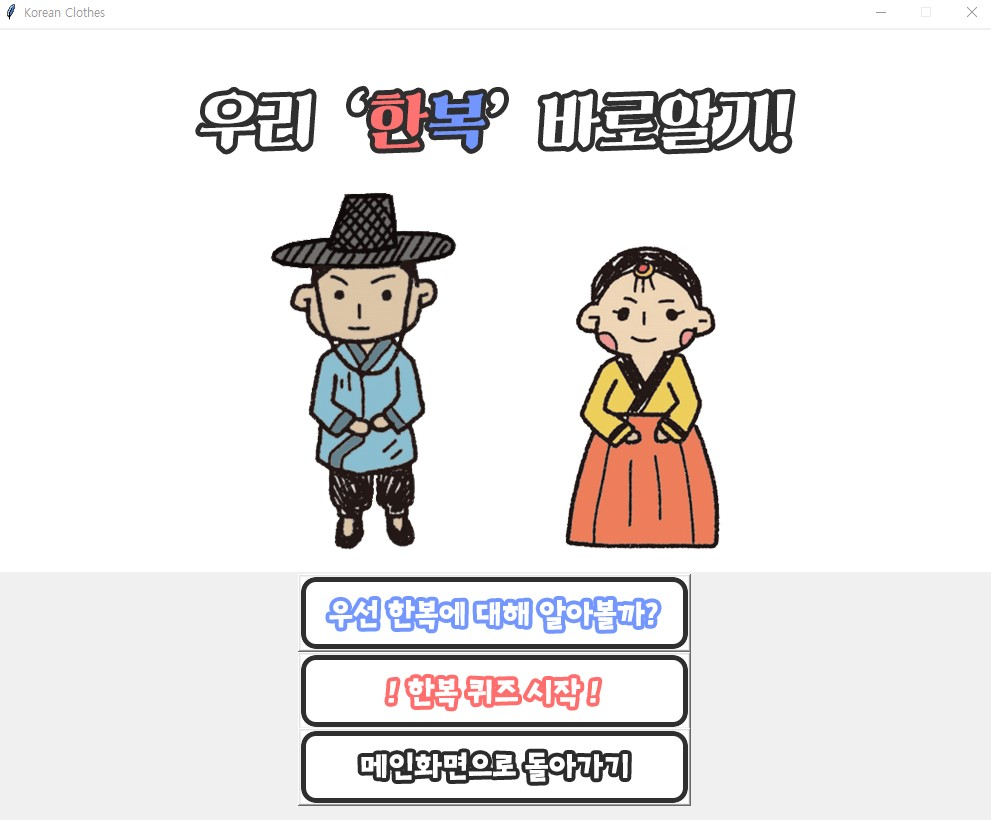 Korean Clothes
우리 ‘한복’ 바로알기!
우선 한복에 대해 알아볼까?
! 한복 퀴즈 시작 !
메인화면으로 돌아가기